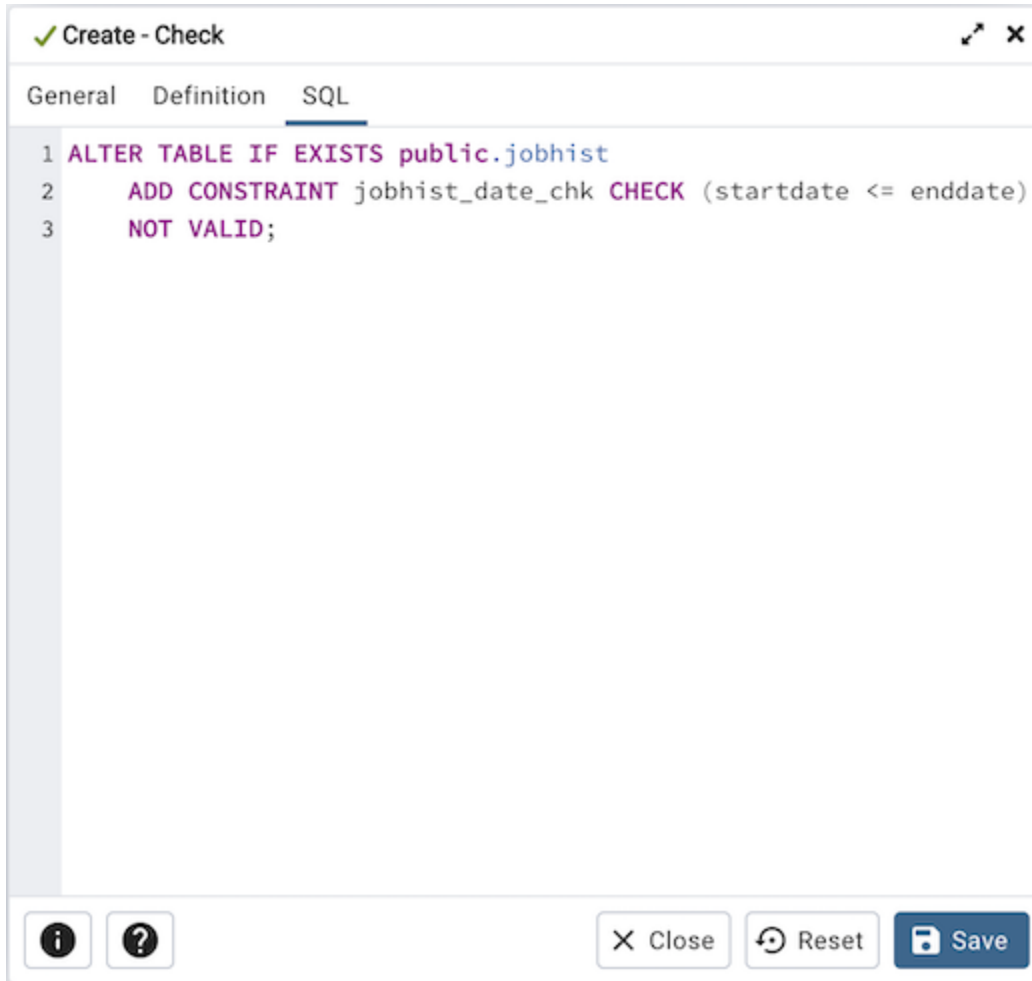 Create - Check
General Definition SQL
1 ALTER TABLE IF EXISTS public.jobhist
2     ADD CONSTRAINT jobhist_date_chk CHECK (startdate <= enddate)
3     NOT VALID;
Close Reset Save